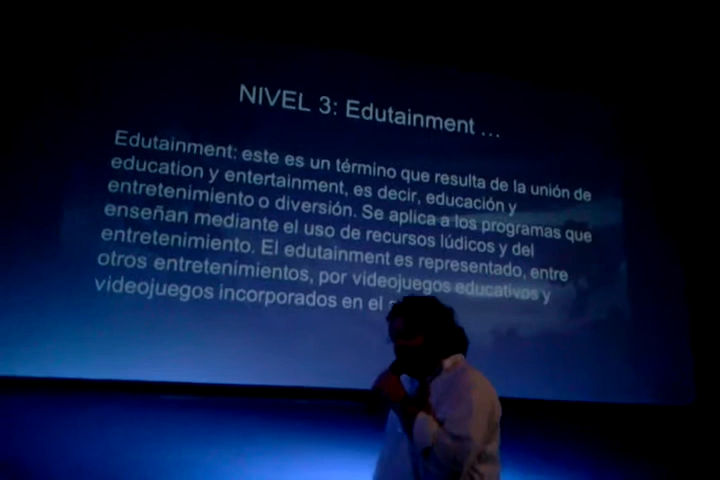 NIVEL 3: Edutainment ...
Edutainment: este es un término que resulta de la unión de
education y entertainment, es decir, educación y
entretenimiento o diversión. Se aplica a los programas que
enseñan mediante el uso de recursos lúdicos y del
entretenimiento. El edutainment es representado, entre
otros entretenimientos, por videojuegos educativos y
videojuegos incorporados en el